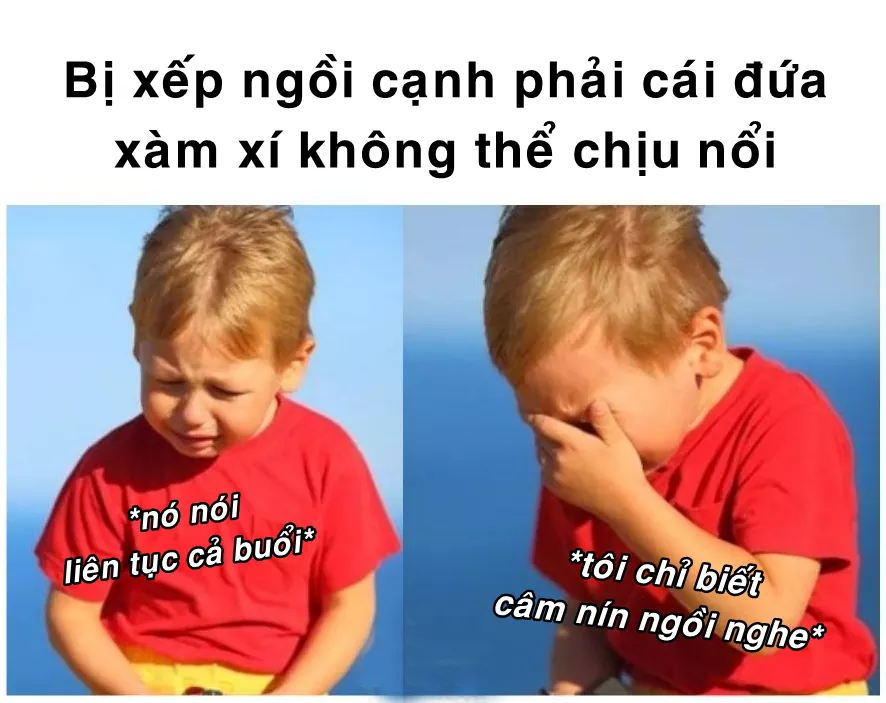 Bị xếp ngồi cạnh phải cái đứa
xàm xí không thể chịu nổi
*nó nói
liên tục cả buổi*
*tôi chỉ biết
câm nín ngồi nghe*